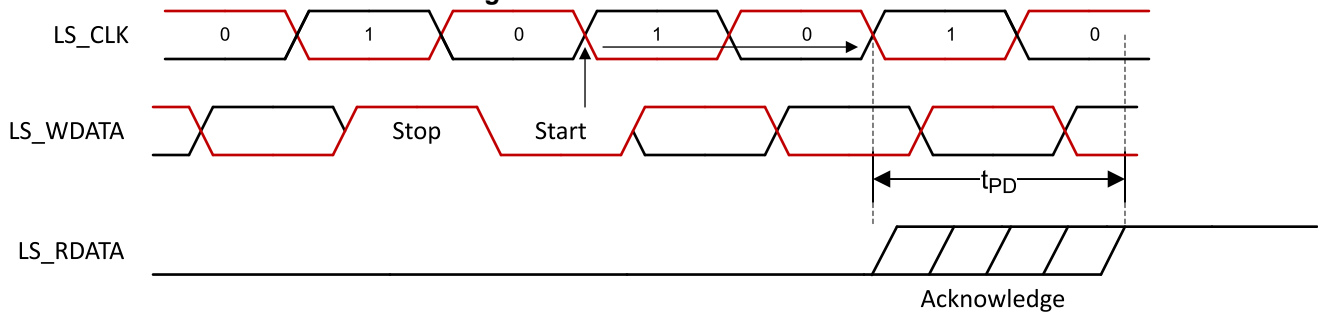 LS_CLK 0 1 0 1 0 1 0
LS_WDATA Stop Start
tPD
LS_RDATA
Acknowledge